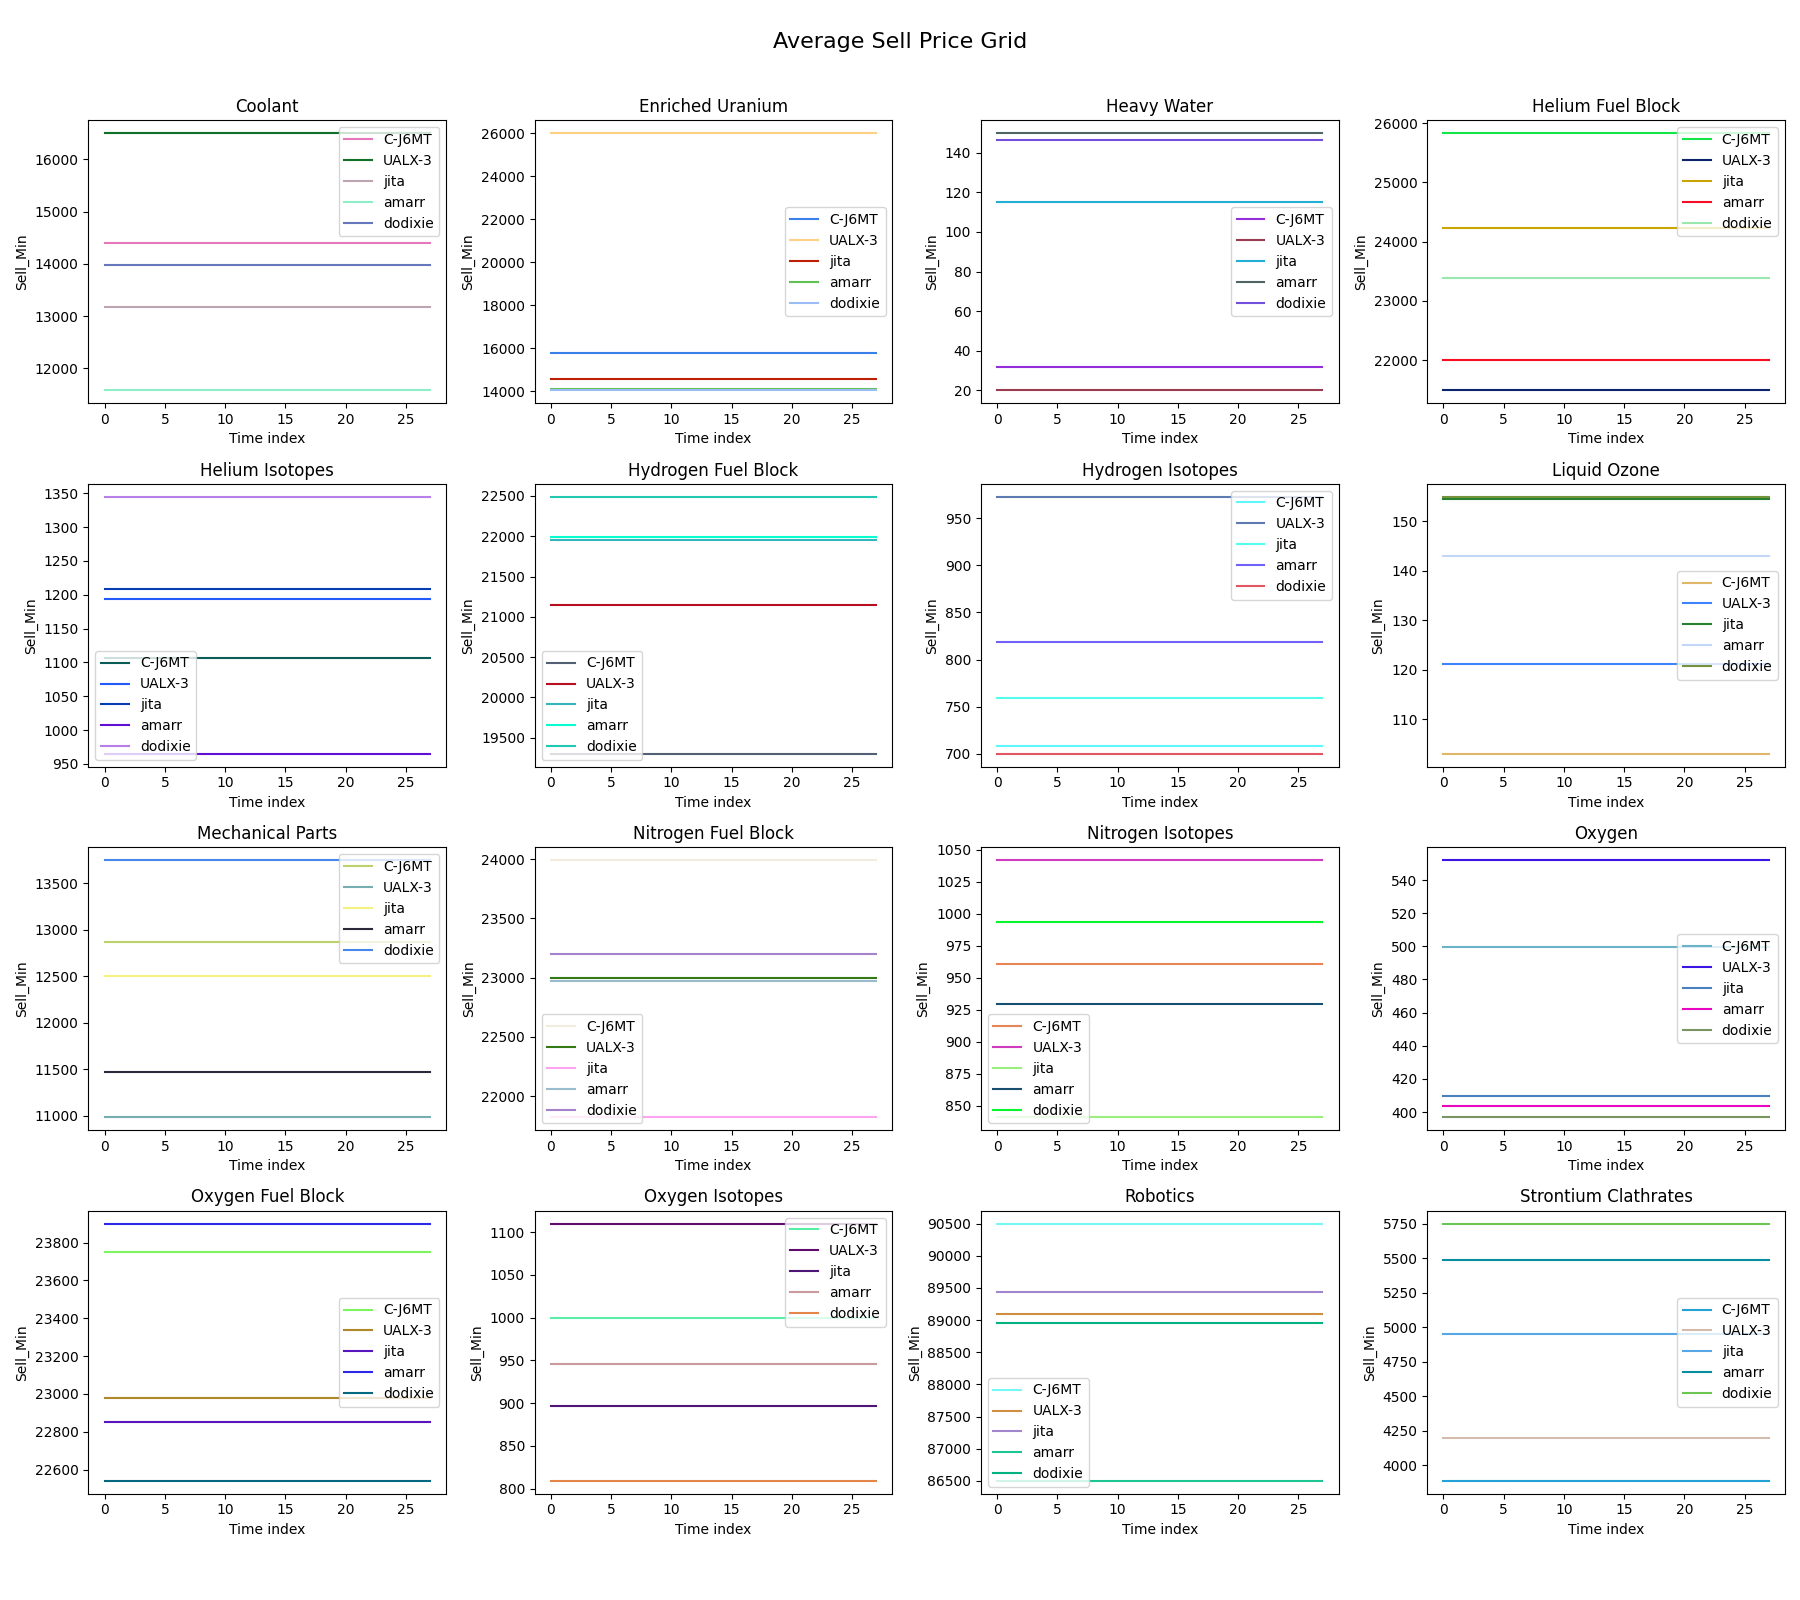 Average Sell Price Grid
Coolant
Sell_Min
16000
15000
14000
13000
12000
C-J6MT
UALX-3
jita
amarr
dodixie
0 5 10 15 20 25
Time index
Enriched Uranium
Sell_Min
26000
24000
22000
20000
18000
16000
14000
C-J6MT
UALX-3
jita
amarr
dodixie
0 5 10 15 20 25
Time index
Heavy Water
Sell_Min
140
120
100
80
60
40
20
C-J6MT
UALX-3
jita
amarr
dodixie
0 5 10 15 20 25
Time index
Helium Fuel Block
Sell_Min
26000
25000
24000
23000
22000
C-J6MT
UALX-3
jita
amarr
dodixie
0 5 10 15 20 25
Time index
Helium Isotopes
Sell_Min
1350
1300
1250
1200
1150
1100
1050
1000
950
C-J6MT
UALX-3
jita
amarr
dodixie
0 5 10 15 20 25
Time index
Hydrogen Fuel Block
Sell_Min
22500
22000
21500
21000
20500
20000
19500
C-J6MT
UALX-3
jita
amarr
dodixie
0 5 10 15 20 25
Time index
Hydrogen Isotopes
Sell_Min
950
900
850
800
750
700
C-J6MT
UALX-3
jita
amarr
dodixie
0 5 10 15 20 25
Time index
Liquid Ozone
Sell_Min
150
140
130
120
110
C-J6MT
UALX-3
jita
amarr
dodixie
0 5 10 15 20 25
Time index
Mechanical Parts
Sell_Min
13500
13000
12500
12000
11500
11000
C-J6MT
UALX-3
jita
amarr
dodixie
0 5 10 15 20 25
Time index
Nitrogen Fuel Block
Sell_Min
24000
23500
23000
22500
22000
C-J6MT
UALX-3
jita
amarr
dodixie
0 5 10 15 20 25
Time index
Nitrogen Isotopes
Sell_Min
1050
1025
1000
975
950
925
900
875
850
C-J6MT
UALX-3
jita
amarr
dodixie
0 5 10 15 20 25
Time index
Oxygen
Sell_Min
540
520
500
480
460
440
420
400
C-J6MT
UALX-3
jita
amarr
dodixie
0 5 10 15 20 25
Time index
Oxygen Fuel Block
Sell_Min
23800
23600
23400
23200
23000
22800
22600
C-J6MT
UALX-3
jita
amarr
dodixie
0 5 10 15 20 25
Time index
Oxygen Isotopes
Sell_Min
1100
1050
1000
950
900
850
800
C-J6MT
UALX-3
jita
amarr
dodixie
0 5 10 15 20 25
Time index
Robotics
Sell_Min
90500
90000
89500
89000
88500
88000
87500
87000
86500
C-J6MT
UALX-3
jita
amarr
dodixie
0 5 10 15 20 25
Time index
Strontium Clathrates
Sell_Min
5750
5500
5250
5000
4750
4500
4250
4000
C-J6MT
UALX-3
jita
amarr
dodixie
0 5 10 15 20 25
Time index